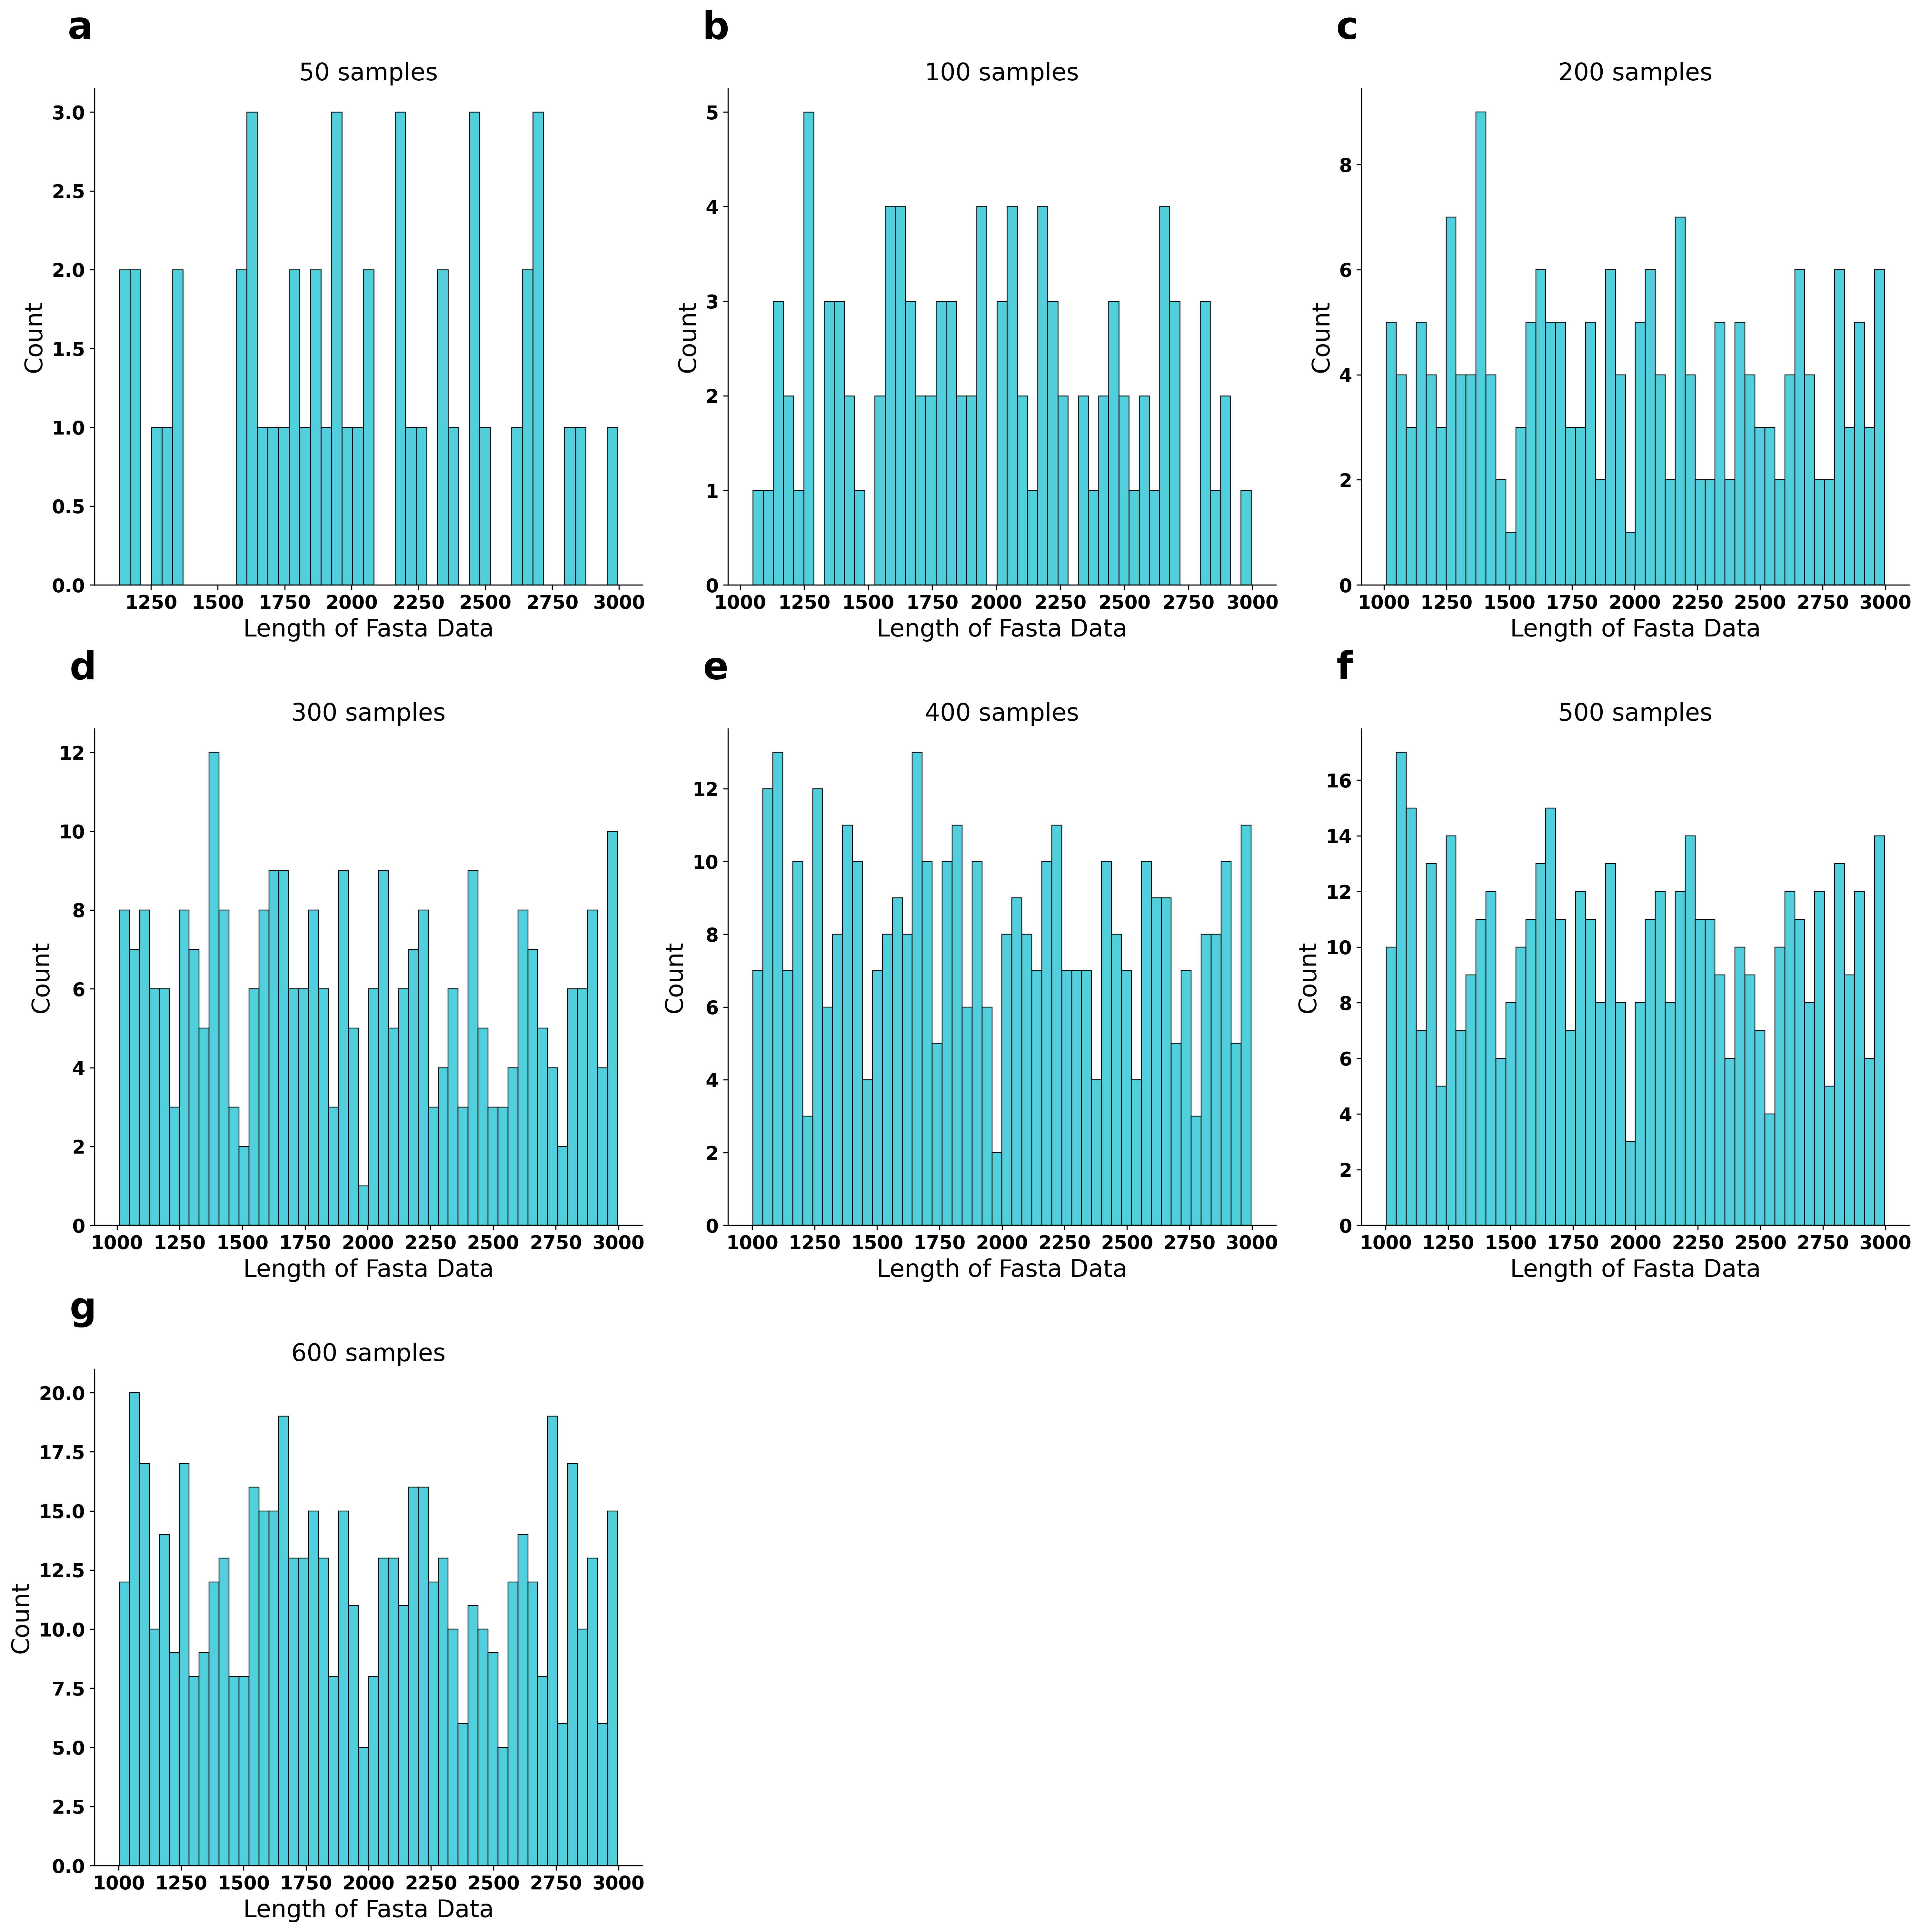 a
50 samples
Count
3.0
2.5
2.0
1.5
1.0
0.5
0.0
1250 1500 1750 2000 2250 2500 2750 3000
Length of Fasta Data
b
100 samples
Count
5
4
3
2
1
0
1000 1250 1500 1750 2000 2250 2500 2750 3000
Length of Fasta Data
c
200 samples
Count
8
6
4
2
0
1000 1250 1500 1750 2000 2250 2500 2750 3000
Length of Fasta Data
d
300 samples
Count
12
10
8
6
4
2
0
1000 1250 1500 1750 2000 2250 2500 2750 3000
Length of Fasta Data
e
400 samples
Count
12
10
8
6
4
2
0
1000 1250 1500 1750 2000 2250 2500 2750 3000
Length of Fasta Data
f
500 samples
Count
16
14
12
10
8
6
4
2
0
1000 1250 1500 1750 2000 2250 2500 2750 3000
Length of Fasta Data
g
600 samples
Count
20.0
17.5
15.0
12.5
10.0
7.5
5.0
2.5
0.0
1000 1250 1500 1750 2000 2250 2500 2750 3000
Length of Fasta Data